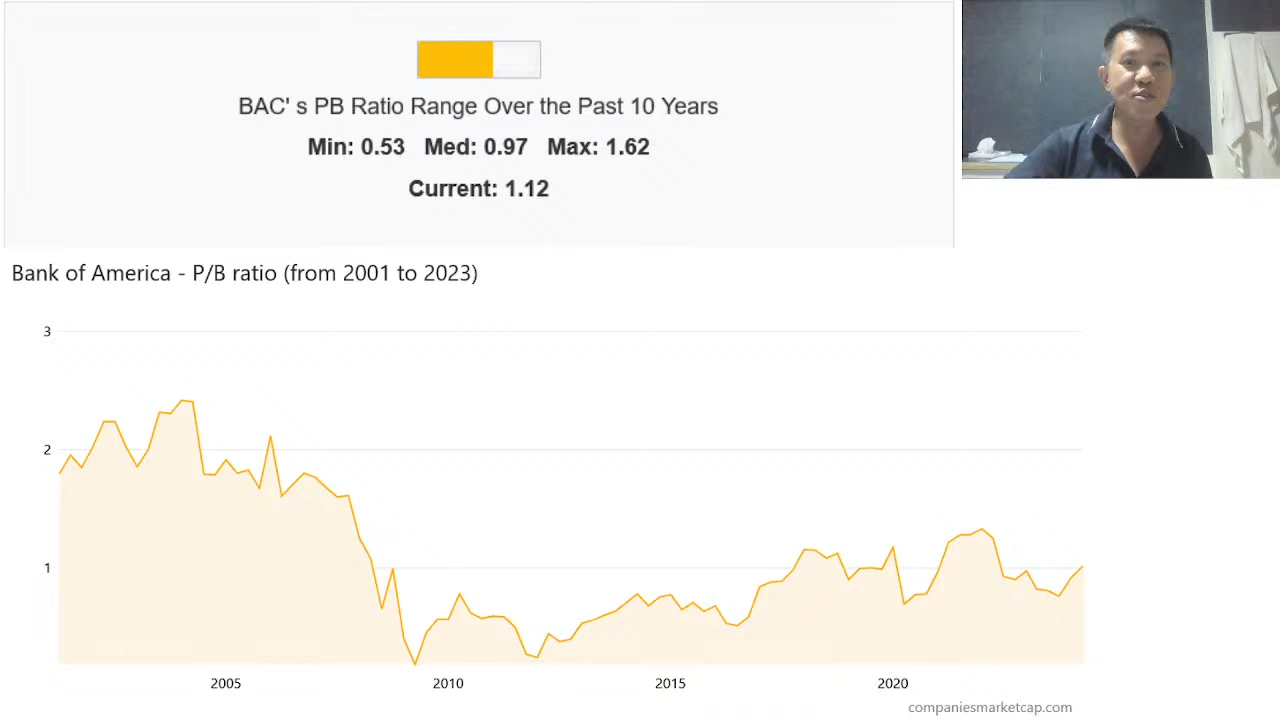 BAC' s PB Ratio Range Over the Past 10 Years
Min: 0.53 Med: 0.97 Max: 1.62
Current: 1.12
Bank of America - P/B ratio (from 2001 to 2023)
3
2
1
2005 2010 2015 2020
companiesmarketcap.com